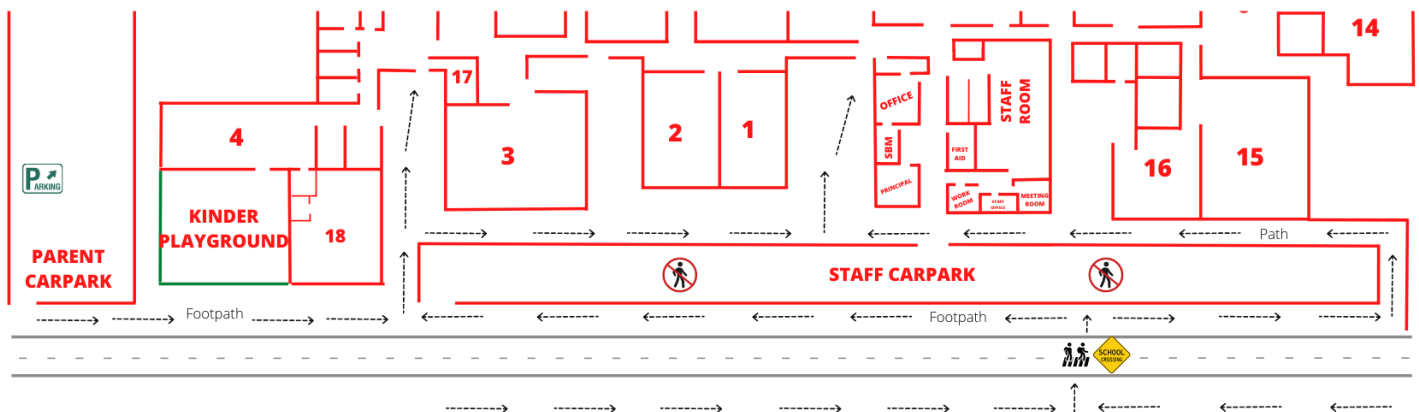 14
17
OFFICE
STAFF
ROOM
4
3
2
1
SBM
FIRST
AID
16
15
PARKING
PRINCIPAL
WORK
ROOM
STAFF
OFFICE
MEETING
ROOM
KINDER
PLAYGROUND
18
Path
PARENT
CARPARK
STAFF CARPARK
Footpath
Footpath
SCHOOL
CROSSING